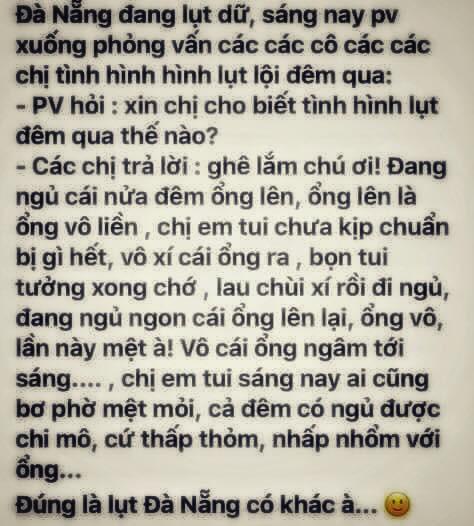 Đà Nẵng đang lụt dữ, sáng nay pv
xuống phỏng vấn các các cô các các
chị tình hình hình lụt lội đêm qua:
- PV hỏi : xin chị cho biết tình hình lụt
đêm qua thế nào?
- Các chị trả lời : ghê lắm chú ơi! Đang
ngủ cái nửa đêm ổng lên, ổng lên là
ổng vô liền , chị em tui chưa kịp chuẩn
bị gì hết, vô xí cái ổng ra , bọn tui
tưởng xong chớ , lau chùi xí rồi đi ngủ,
đang ngủ ngon cái ổng lên lại, ổng vô,
lần này mệt à! Vô cái ổng ngâm tới
sáng.... , chị em tui sáng nay ai cũng
bơ phờ mệt mỏi, cả đêm có ngủ được
chi mô, cứ thấp thỏm, nhấp nhổm với
ổng...
Đúng là lụt Đà Nẵng có khác à... 🙂